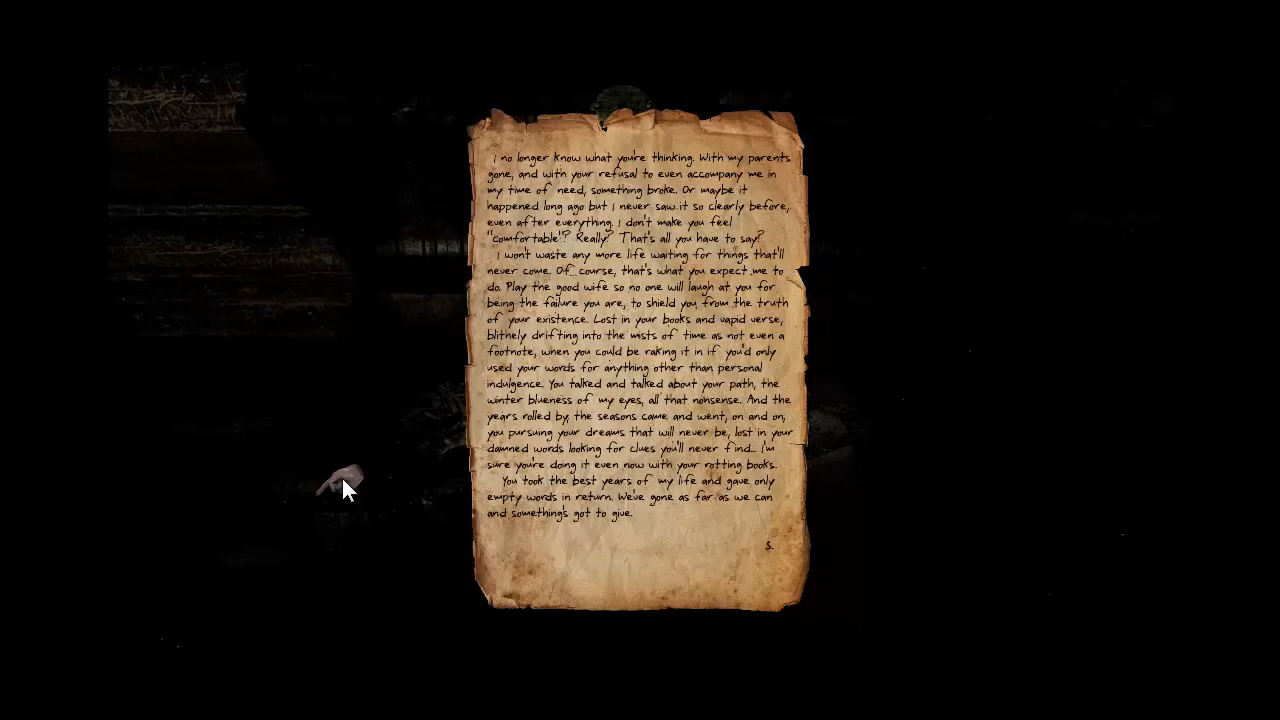 I no longer know what you're thinking. With my parents
gone, and with your refusal to even accompany me in
my time of need, something broke. Or maybe it
happened long ago but I never saw it so clearly before,
even after everything. I don't make you feel
"comfortable"? Really? That's all you have to say?
I won't waste any more life waiting for things that'll
never come. Of course, that's what you expect me to
do. Play the good wife so no one will laugh at you for
being the failure you are, to shield you from the truth
of your existence. Lost in your books and vapid verse,
blithely drifting into the mists of time as not even a
footnote, when you could be raking it in if you'd only
used your words for anything other than personal
indulgence. You talked and talked about your path, the
winter blueness of my eyes, all that nonsense. And the
years rolled by, the seasons came and went, on and on,
you pursuing your dreams that will never be, lost in your
damned words looking for clues you'll never find... I'm
sure you're doing it even now with your rotting books.
You took the best years of my life and gave only
empty words in return. We've gone as far as we can
and something's got to give.
S.